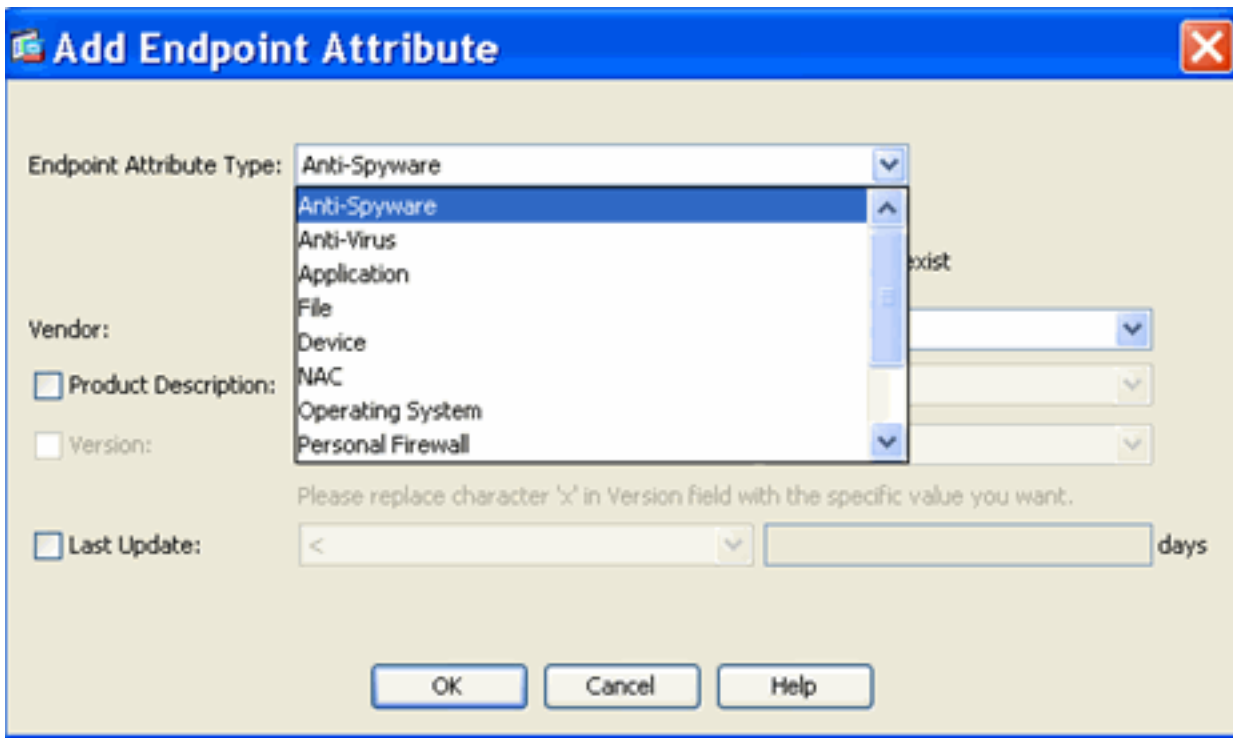 Add Endpoint Attribute
Endpoint Attribute Type: Anti-Spyware
Anti-Spyware
Anti-Virus
Application
exist
File
Vendor:
Device
Product Description:
NAC
Operating System
Version:
Personal Firewall
Please replace character 'x' in Version field with the specific value you want.
Last Update: < days
OK Cancel Help